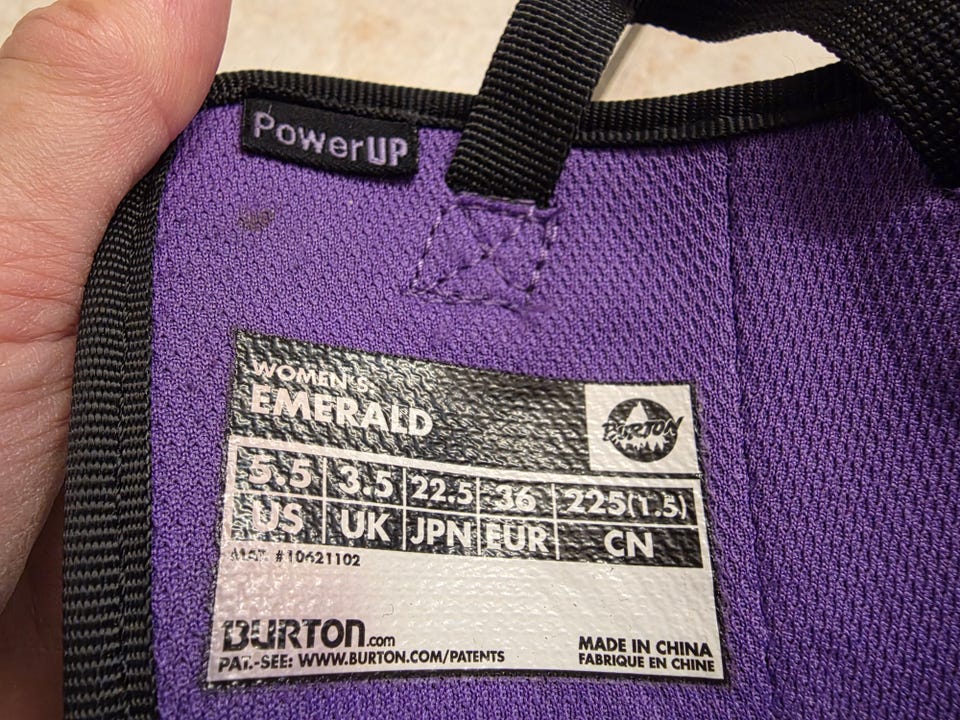 PowerUP
WOMEN'S
EMERALD
BURTON
5.5 3.5 22.5 36 225(1.5)
US UK JPN EUR CN
MAT. #10621102
BURTON.com
PAT.-SEE: WWW.BURTON.COM/PATENTS
MADE IN CHINA
FABRIQUE EN CHINE